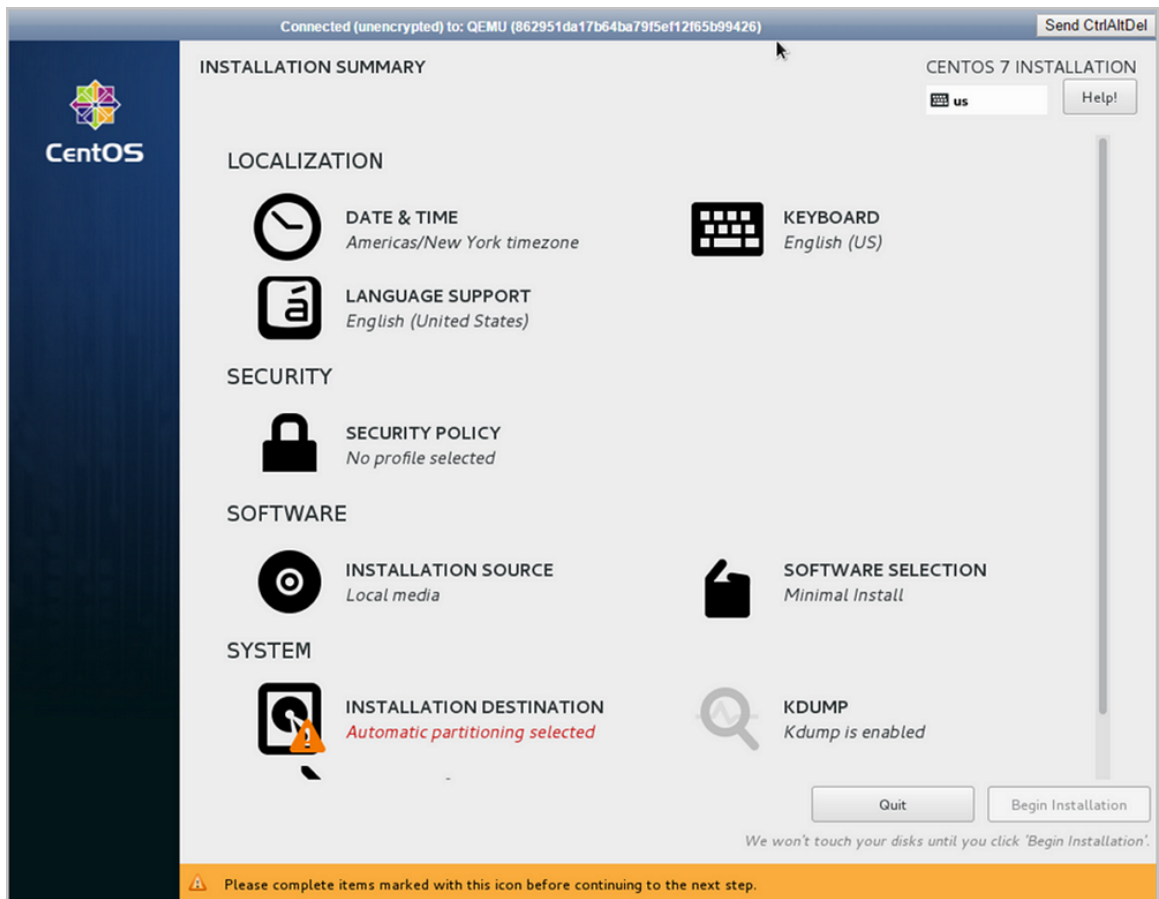 Connected (unencrypted) to: QEMU (862951da17b64ba79f5ef12f65b99426)
Send CtrlAltDel
CentOS
INSTALLATION SUMMARY
CENTOS 7 INSTALLATION
us
Help!
LOCALIZATION
DATE & TIME
Americas/New York timezone
KEYBOARD
English (US)
á
LANGUAGE SUPPORT
English (United States)
SECURITY
SECURITY POLICY
No profile selected
SOFTWARE
INSTALLATION SOURCE
Local media
SOFTWARE SELECTION
Minimal Install
SYSTEM
INSTALLATION DESTINATION
Automatic partitioning selected
KDUMP
Kdump is enabled
Quit
Begin Installation
We won't touch your disks until you click 'Begin Installation'.
Please complete items marked with this icon before continuing to the next step.